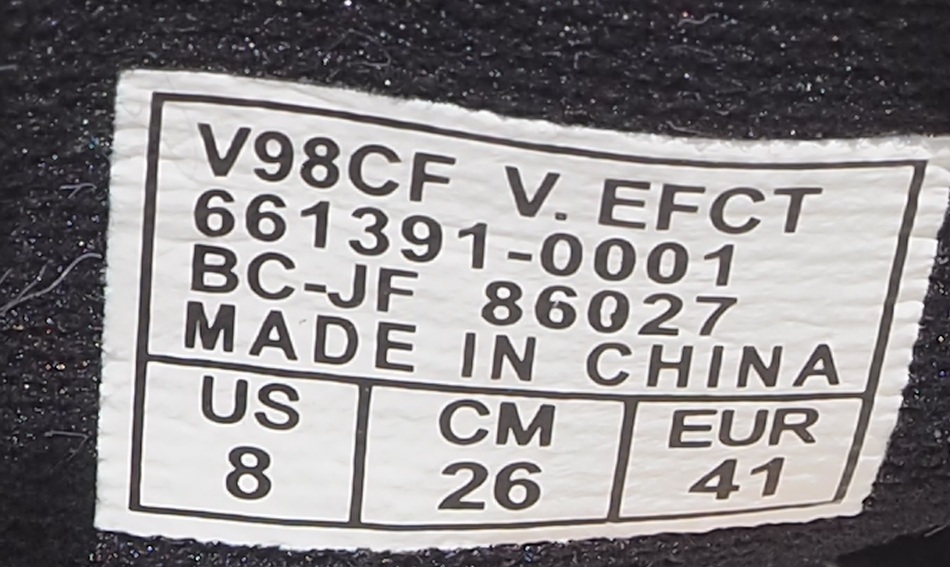 V98CF V. EFCT
661391-0001
BC-JF 86027
MADE IN CHINA
US CM EUR
8 26 41